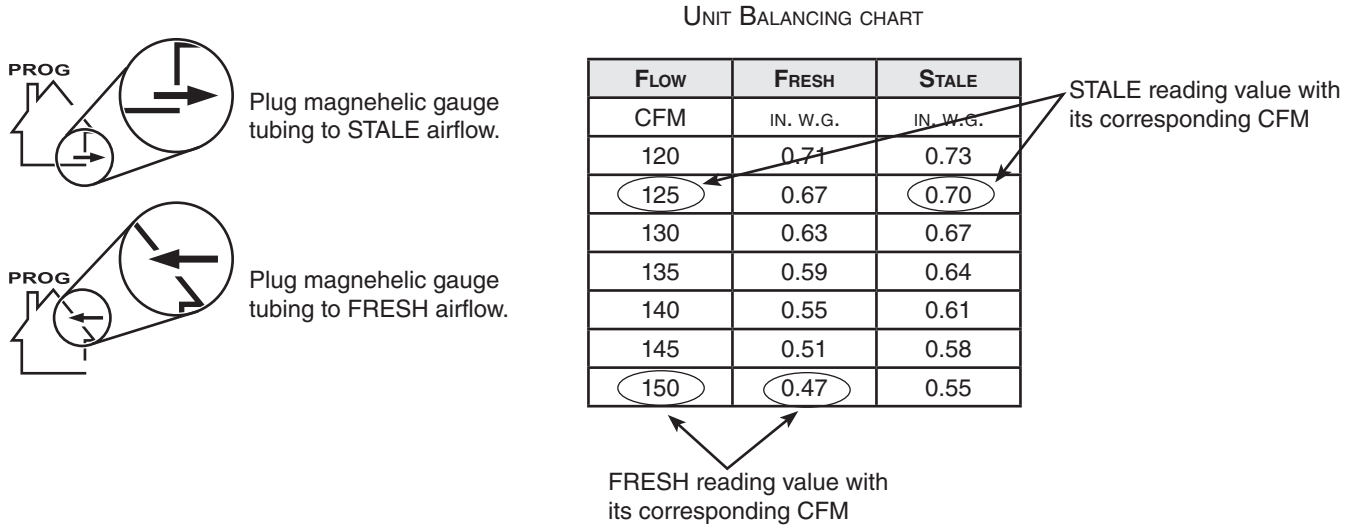 UNIT BALANCING CHART
PROG
Plug magnehelic gauge
tubing to STALE airflow.
PROG
Plug magnehelic gauge
tubing to FRESH airflow.
FLOW FRESH STALE
CFM IN. W.G. IN. W.G.
120 0.71 0.73
125 0.67 0.70
130 0.63 0.67
135 0.59 0.64
140 0.55 0.61
145 0.51 0.58
150 0.47 0.55
STALE reading value with
its corresponding CFM
FRESH reading value with
its corresponding CFM